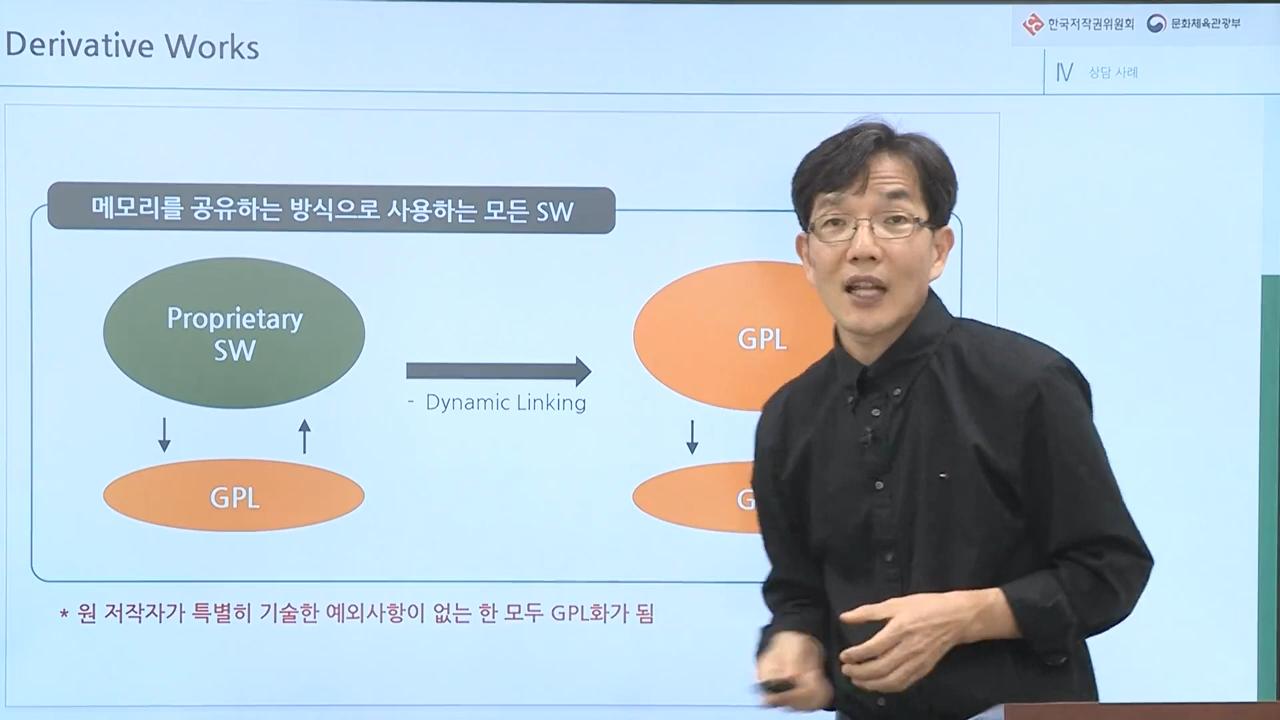 Derivative Works
한국저작권위원회 문화체육관광부
Ⅳ 상담 사례
메모리를 공유하는 방식으로 사용하는 모든 SW
Proprietary
SW
GPL
- Dynamic Linking
GPL
G
* 원 저작자가 특별히 기술한 예외사항이 없는 한 모두 GPL화가 됨